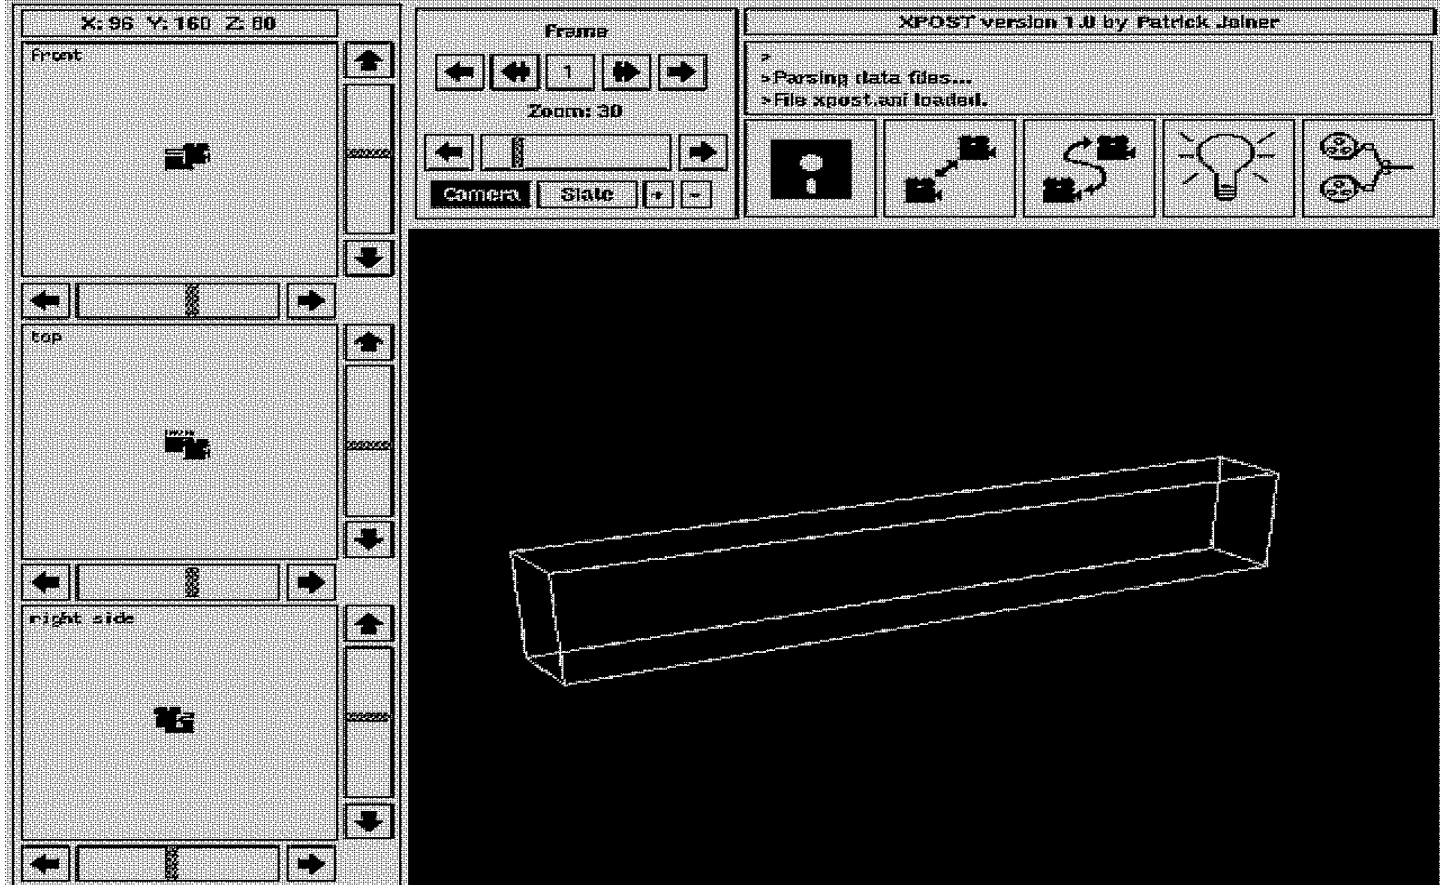 X: 96 Y: 160 Z: 80
front
top
right side
Frame
1
Zoom: 30
Camera
Slate
+
-
XPOST version 1.0 by Patrick Joiner
>
>Parsing data files...
>File xpost.ani loaded.